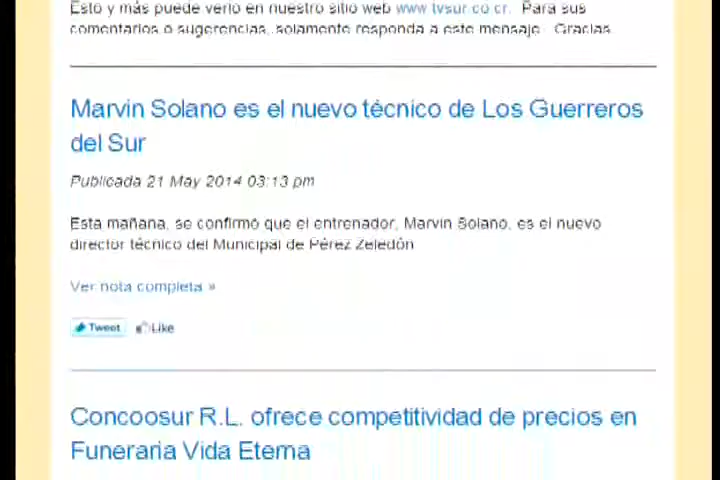 Esto y más puede verlo en nuestro sitio web www.tvsur.co.cr. Para sus
comentarios o sugerencias, solamente responda a este mensaje. Gracias.
Marvin Solano es el nuevo técnico de Los Guerreros
del Sur
Publicada 21 May 2014 03:13 pm
Esta mañana, se confirmó que el entrenador, Marvin Solano, es el nuevo
director técnico del Municipal de Pérez Zeledón
Ver nota completa »
Tweet Like
Concoosur R.L. ofrece competitividad de precios en
Funeraria Vida Eterna